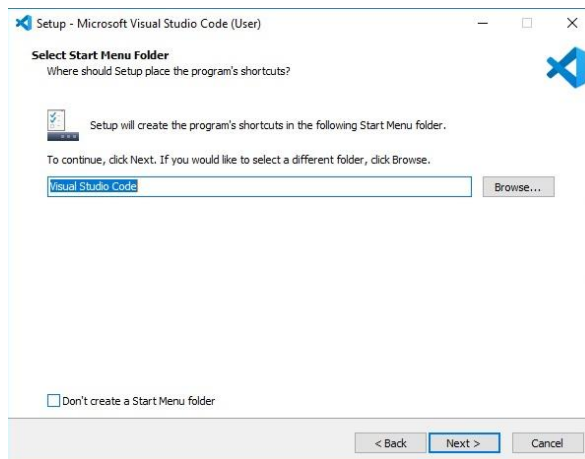 Setup - Microsoft Visual Studio Code (User)
Select Start Menu Folder
Where should Setup place the program's shortcuts?
Setup will create the program's shortcuts in the following Start Menu folder.
To continue, click Next. If you would like to select a different folder, click Browse.
Visual Studio Code
Browse...
Don't create a Start Menu folder
< Back
Next >
Cancel